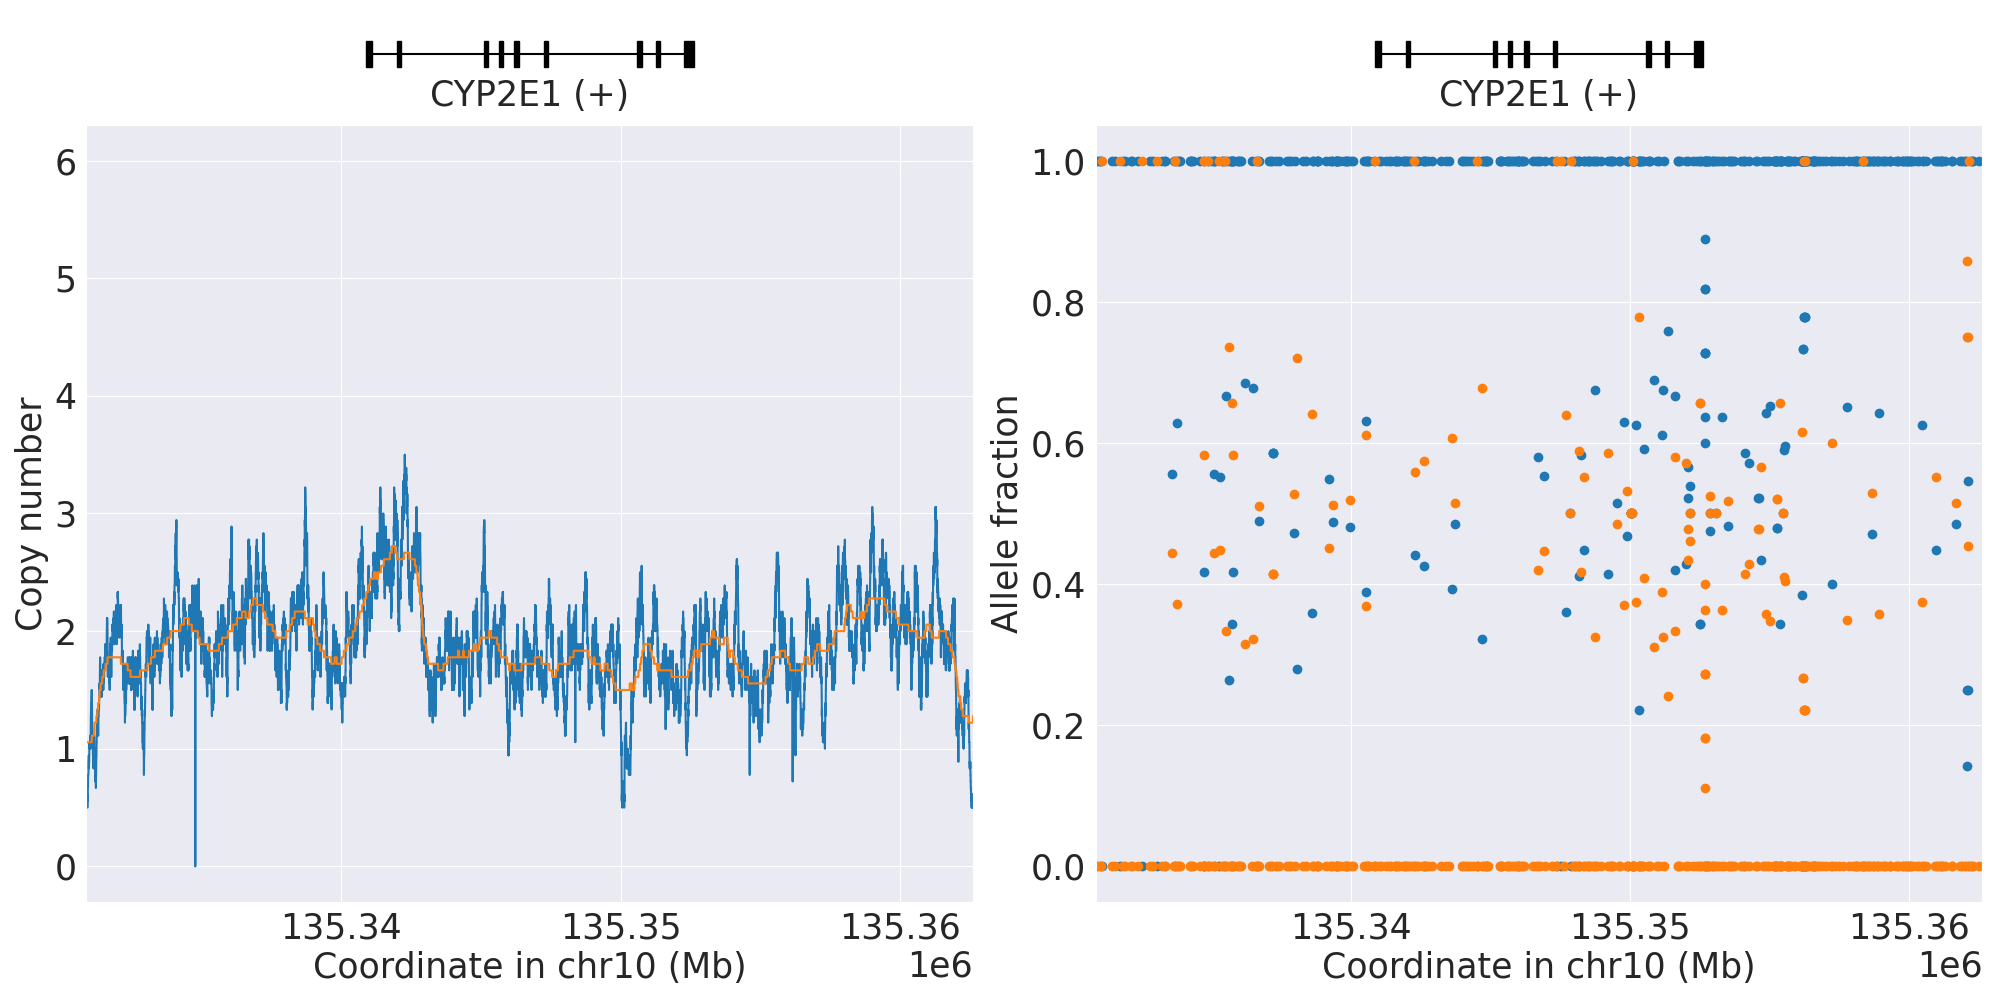 CYP2E1 (+)
6
5
4
3
2
1
0
Copy number
135.34 135.35 135.36
Coordinate in chr10 (Mb)
1e6
CYP2E1 (+)
1.0
0.8
0.6
0.4
0.2
0.0
Allele fraction
135.34 135.35 135.36
Coordinate in chr10 (Mb)
1e6